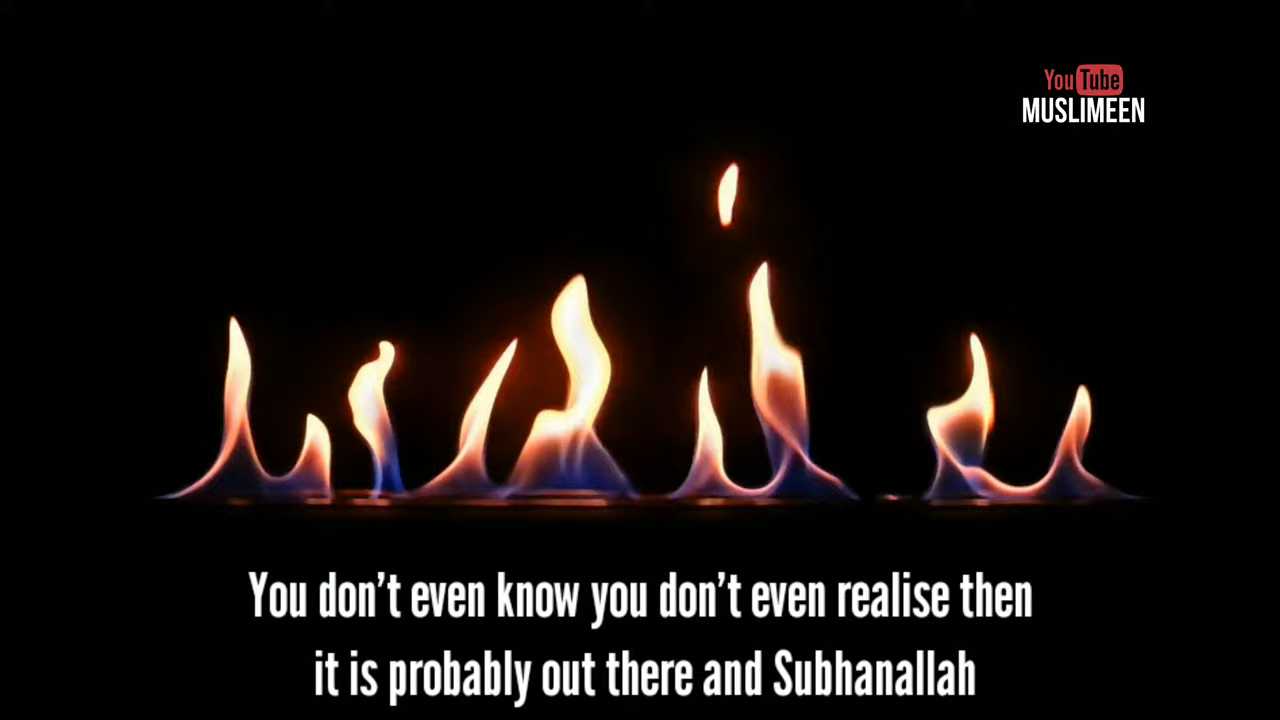 YouTube
MUSLIMEEN
You don't even know you don't even realise then
it is probably out there and Subhanallah